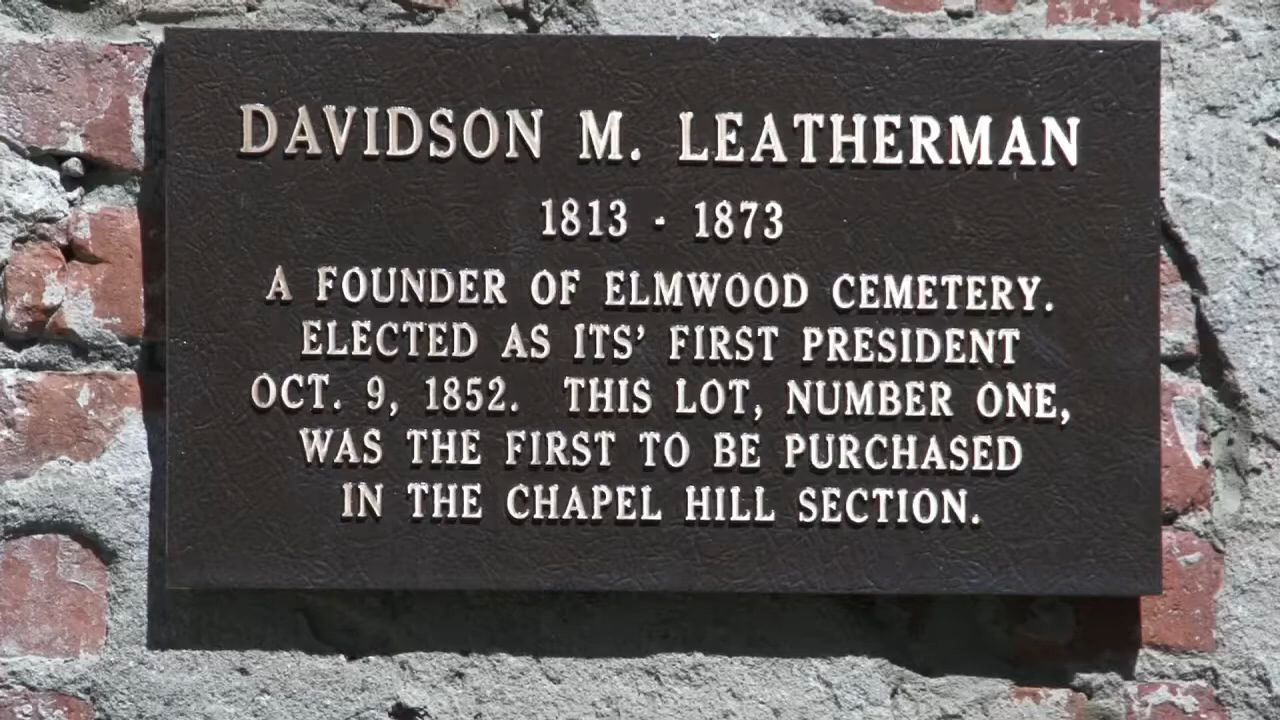 DAVIDSON M. LEATHERMAN
1813 - 1873
A FOUNDER OF ELMWOOD CEMETERY.
ELECTED AS ITS' FIRST PRESIDENT
OCT. 9, 1852. THIS LOT, NUMBER ONE,
WAS THE FIRST TO BE PURCHASED
IN THE CHAPEL HILL SECTION.